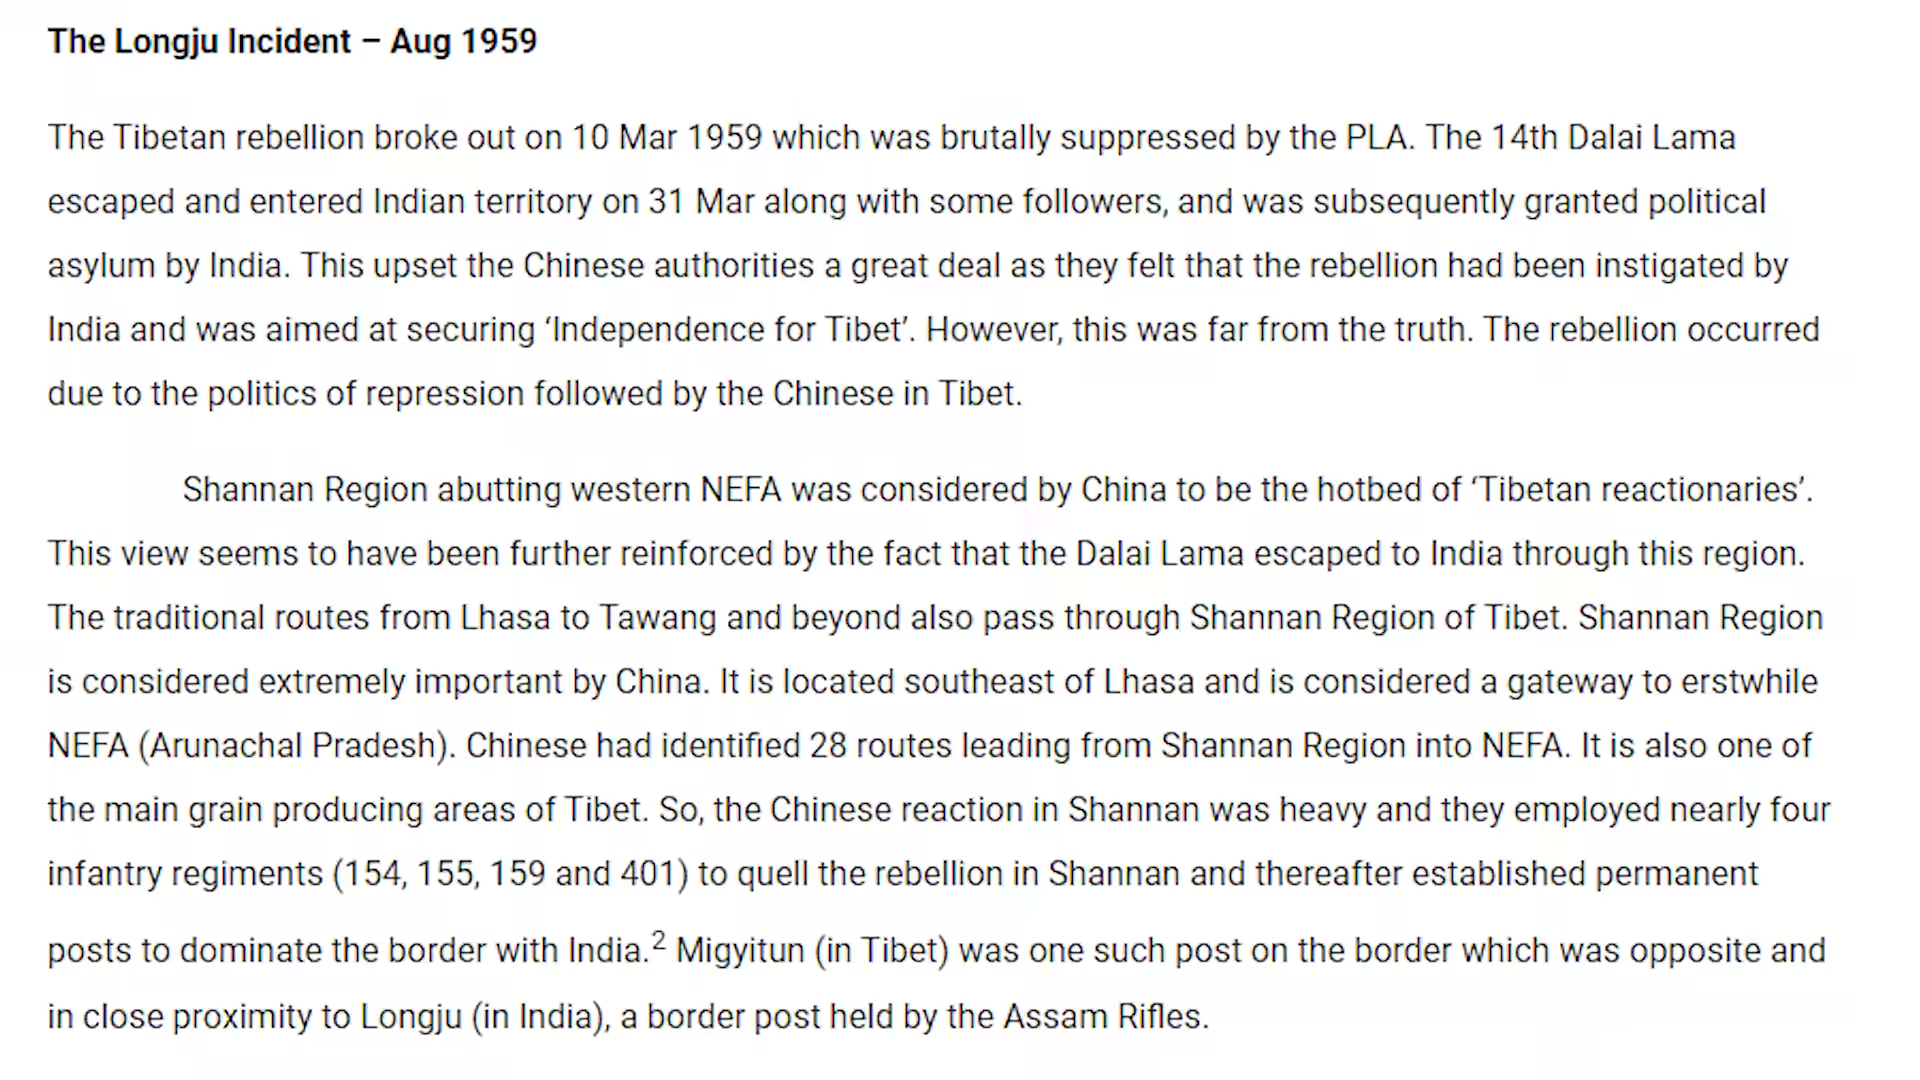 The Longju Incident – Aug 1959
The Tibetan rebellion broke out on 10 Mar 1959 which was brutally suppressed by the PLA. The 14th Dalai Lama
escaped and entered Indian territory on 31 Mar along with some followers, and was subsequently granted political
asylum by India. This upset the Chinese authorities a great deal as they felt that the rebellion had been instigated by
India and was aimed at securing ‘Independence for Tibet’. However, this was far from the truth. The rebellion occurred
due to the politics of repression followed by the Chinese in Tibet.
Shannan Region abutting western NEFA was considered by China to be the hotbed of ‘Tibetan reactionaries’.
This view seems to have been further reinforced by the fact that the Dalai Lama escaped to India through this region.
The traditional routes from Lhasa to Tawang and beyond also pass through Shannan Region of Tibet. Shannan Region
is considered extremely important by China. It is located southeast of Lhasa and is considered a gateway to erstwhile
NEFA (Arunachal Pradesh). Chinese had identified 28 routes leading from Shannan Region into NEFA. It is also one of
the main grain producing areas of Tibet. So, the Chinese reaction in Shannan was heavy and they employed nearly four
infantry regiments (154, 155, 159 and 401) to quell the rebellion in Shannan and thereafter established permanent
posts to dominate the border with India.2 Migyitun (in Tibet) was one such post on the border which was opposite and
in close proximity to Longju (in India), a border post held by the Assam Rifles.